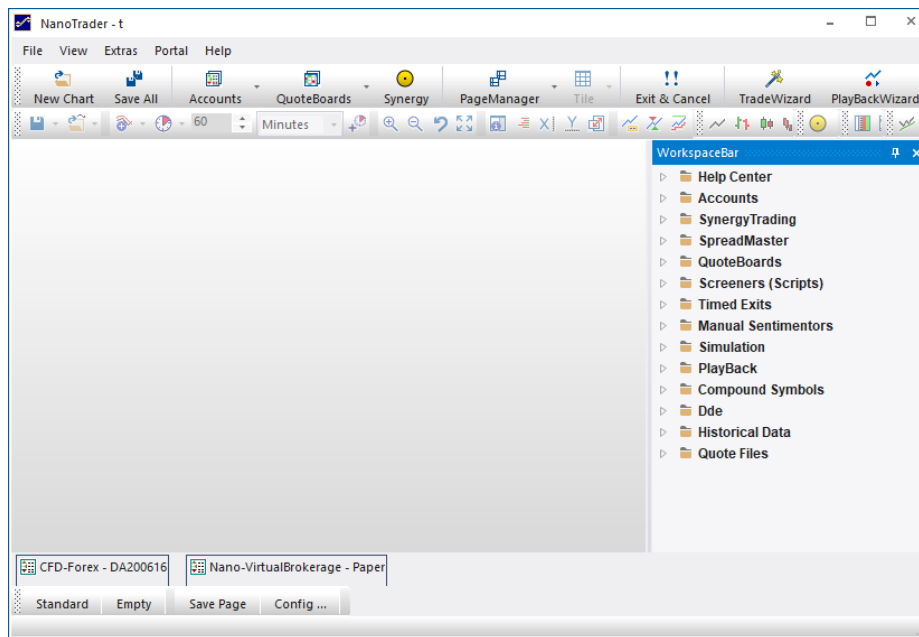 NanoTrader - t
File View Extras Portal Help
New Chart Save All Accounts QuoteBoards Synergy PageManager Tile Exit & Cancel TradeWizard PlayBackWizard
60 Minutes
WorkspaceBar
Help Center
Accounts
SynergyTrading
SpreadMaster
QuoteBoards
Screeners (Scripts)
Timed Exits
Manual Sentimentors
Simulation
PlayBack
Compound Symbols
Dde
Historical Data
Quote Files
CFD-Forex - DA200616 Nano-VirtualBrokerage - Paper
Standard Empty Save Page Config ...